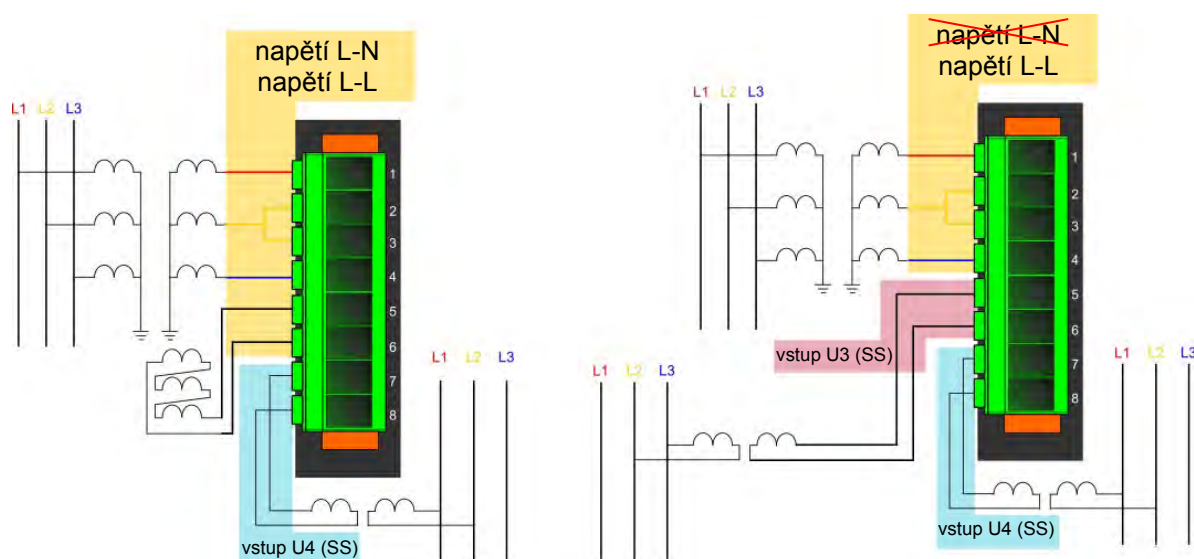 napětí L-N
napětí L-L
L1 L2 L3
1
2
3
4
5
6
7
8
L1 L2 L3
vstup U4 (SS)
napětí L-N
napětí L-L
L1 L2 L3
1
2
3
4
5
6
7
8
vstup U3 (SS)
L1 L2 L3
L1 L2 L3
vstup U4 (SS)